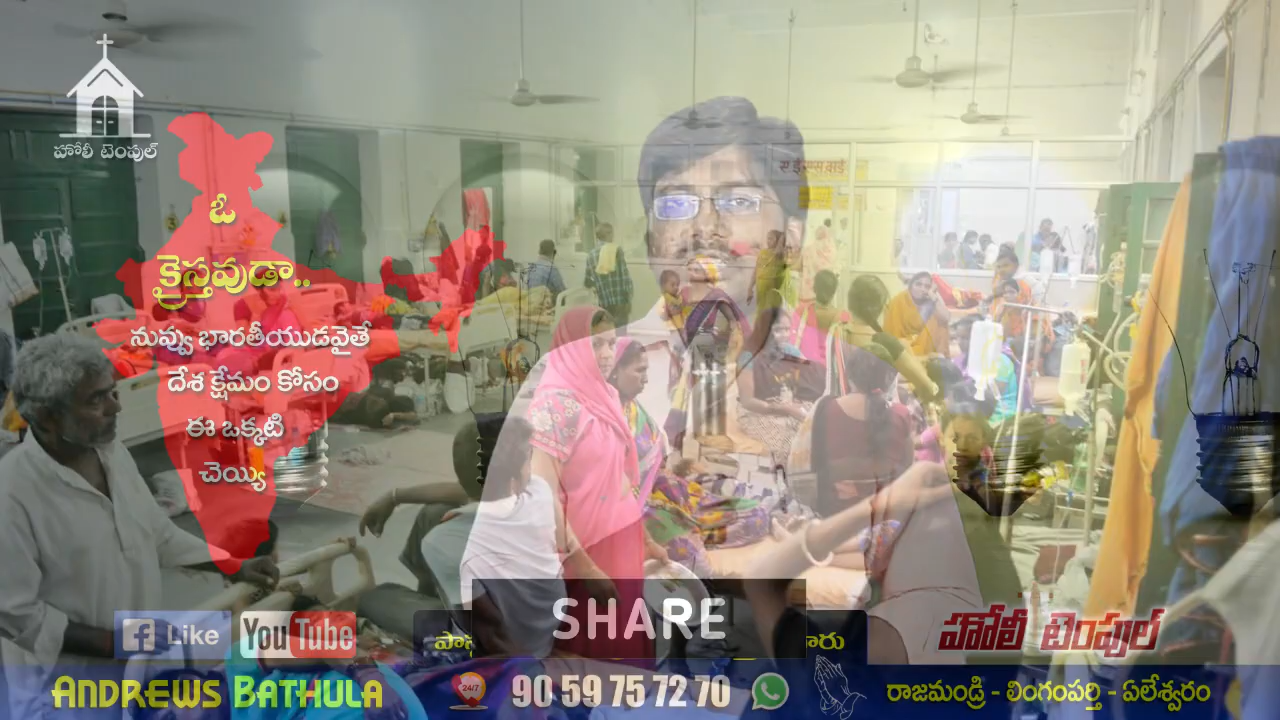 హోలీ టెంపుల్
ఓ
క్రైస్తవుడా..
నువ్వు భారతీయుడవైతే
దేశ క్షేమం కోసం
ఈ ఒక్కటి
చెయ్యి
f Like
YouTube
SHARE
గారు
హోలీ టెంపుల్
ANDREWS BATHULA
24/7
90 59 75 72 70
రాజమండ్రి - లింగంపర్తి - ఏలేశ్వరం